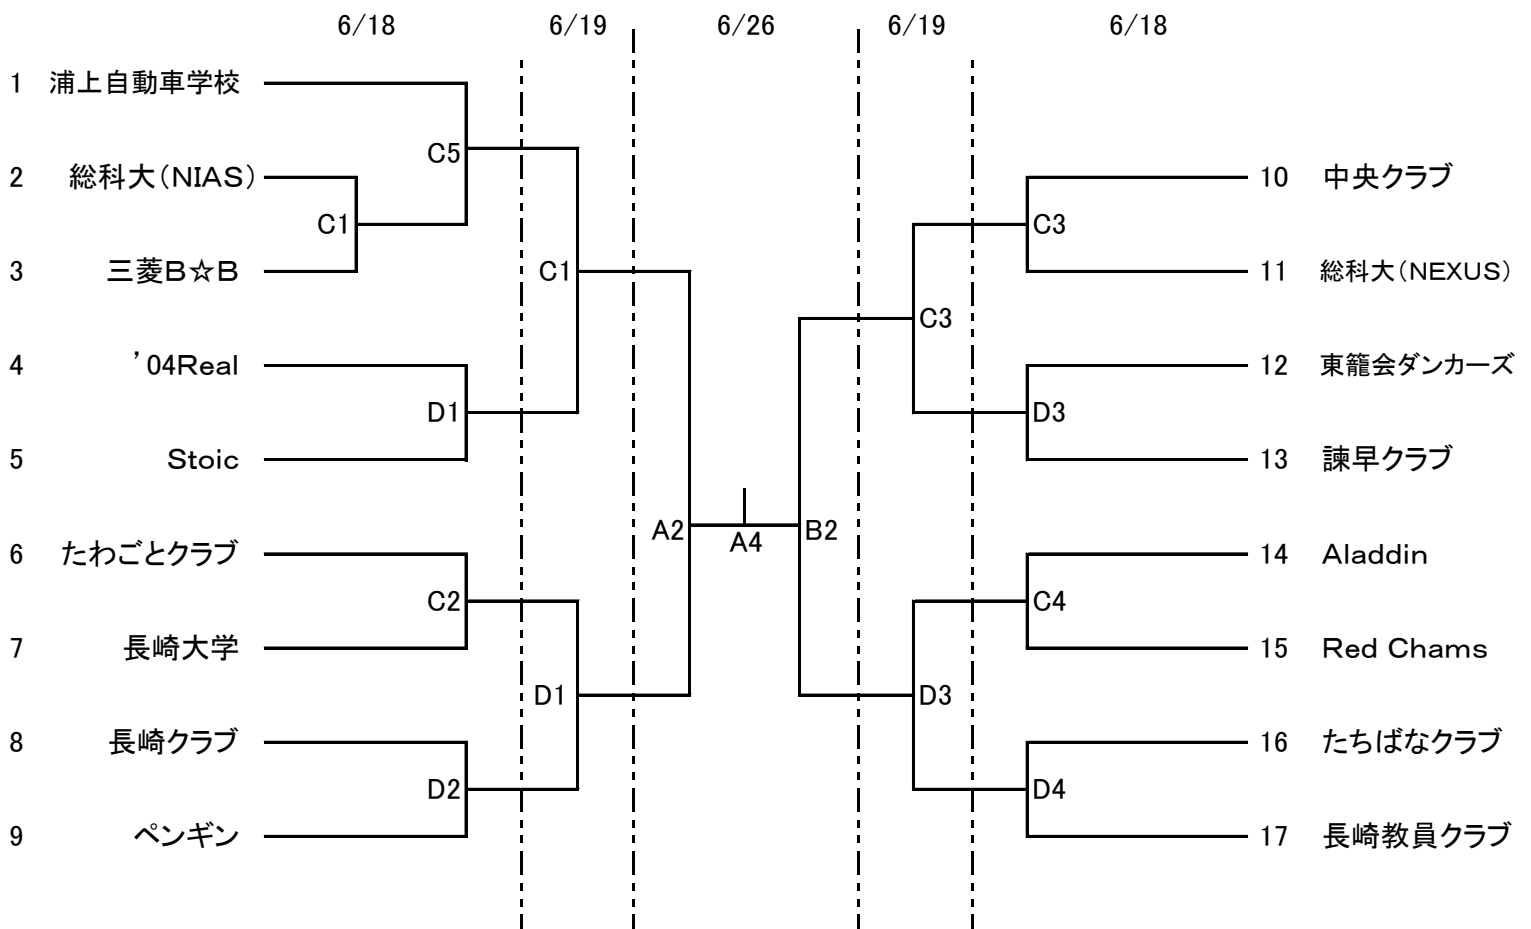 6/18 6/19 6/26 6/19 6/18
1 浦上自動車学校
C5
2 総科大（NIAS） 10 中央クラブ
C1 C3
3 三菱B☆B C1 11 総科大（NEXUS）
C3
4 ’04Real 12 東籠会ダンカーズ
D1 D3
5 Stoic 13 諫早クラブ
A2 A4 B2
6 たわごとクラブ 14 Aladdin
C2 C4
7 長崎大学 15 Red Chams
D1 D3
8 長崎クラブ 16 たちばなクラブ
D2 D4
9 ペンギン 17 長崎教員クラブ